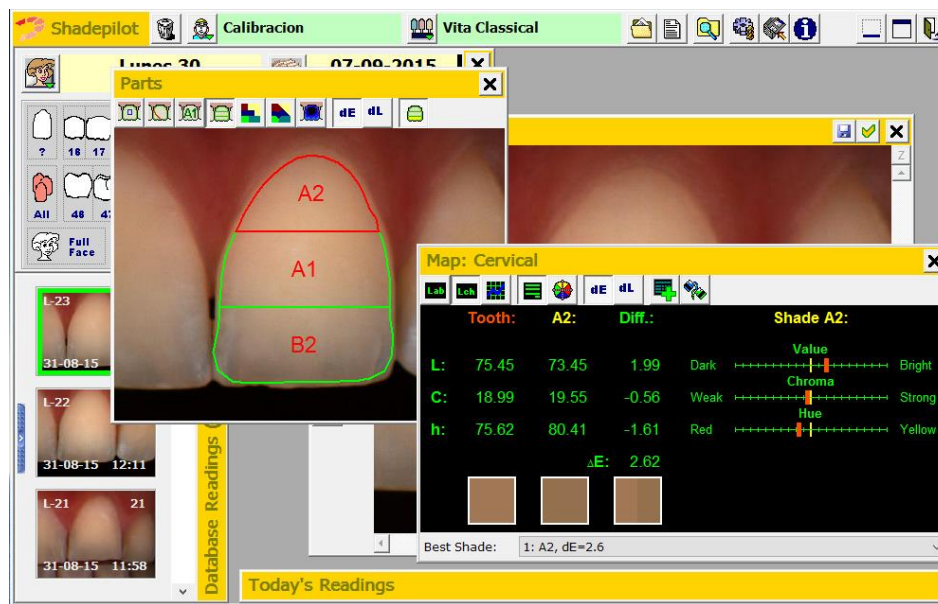 Shadepilot
Calibracion
Vita Classical
Lunes 30
07-09-2015
Parts
A1
dE
dL
Z
?
16
17
All
46
Full
Face
A2
A1
B2
L-23
31-08-15
L-22
31-08-15 12:11
L-21
21
31-08-15 11:58
Database Readings
Map: Cervical
Lab
Lch
dE
dL
Tooth:
A2:
Diff.:
Shade A2:
Value
L:
75.45
73.45
1.99
Dark
Bright
Chroma
C:
18.99
19.55
-0.56
Weak
Strong
Hue
h:
75.62
80.41
-1.61
Red
Yellow
ΔE:
2.62
Best Shade:
1: A2, dE=2.6
Today's Readings